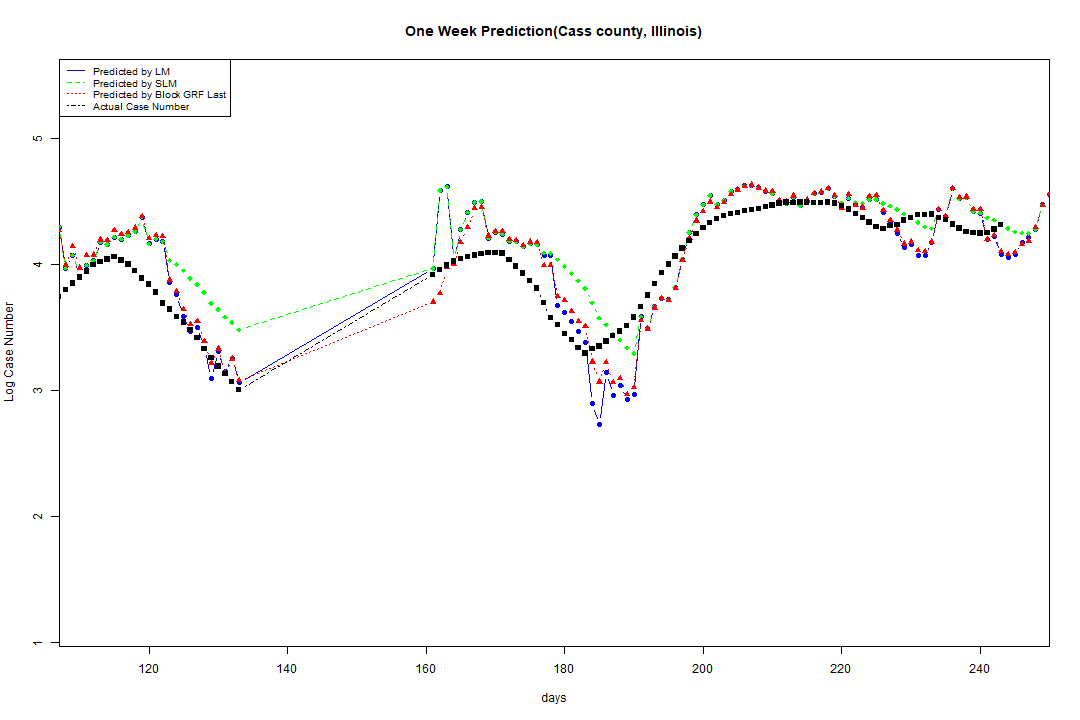 One Week Prediction(Cass county, Illinois)
Predicted by LM
Predicted by SLM
Predicted by Block GRF Last
Actual Case Number
5
4
3
2
1
Log Case Number
120 140 160 180 200 220 240
days